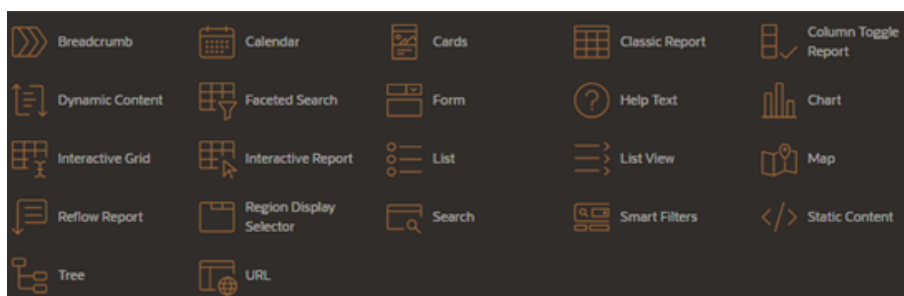 Breadcrumb
Calendar
Cards
Classic Report
Column Toggle
Report
Dynamic Content
Faceted Search
Form
Help Text
Chart
Interactive Grid
Interactive Report
List
List View
Map
Reflow Report
Region Display
Selector
Search
Smart Filters
Static Content
Tree
URL